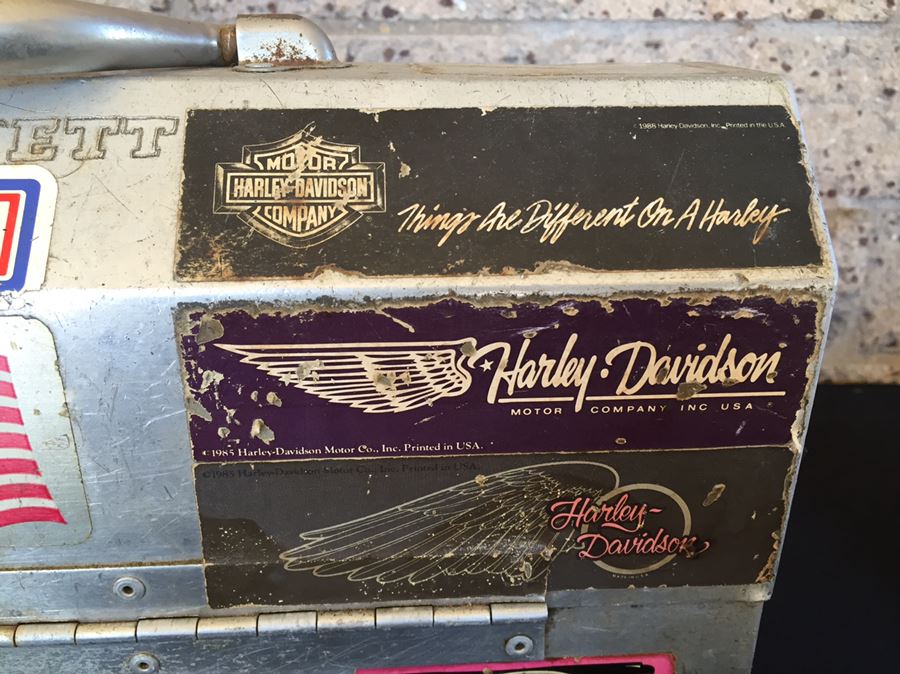 ETT
©1988 Harley Davidson, Inc. Printed in the U.S.A.
MOTOR
HARLEY-DAVIDSON
COMPANY
Things Are Different On A Harley
Harley-Davidson
MOTOR COMPANY INC USA
©1985 Harley-Davidson Motor Co., Inc. Printed in USA.
©1985 Harley-Davidson Motor Co., Inc. Printed in USA.
Harley-
Davidson